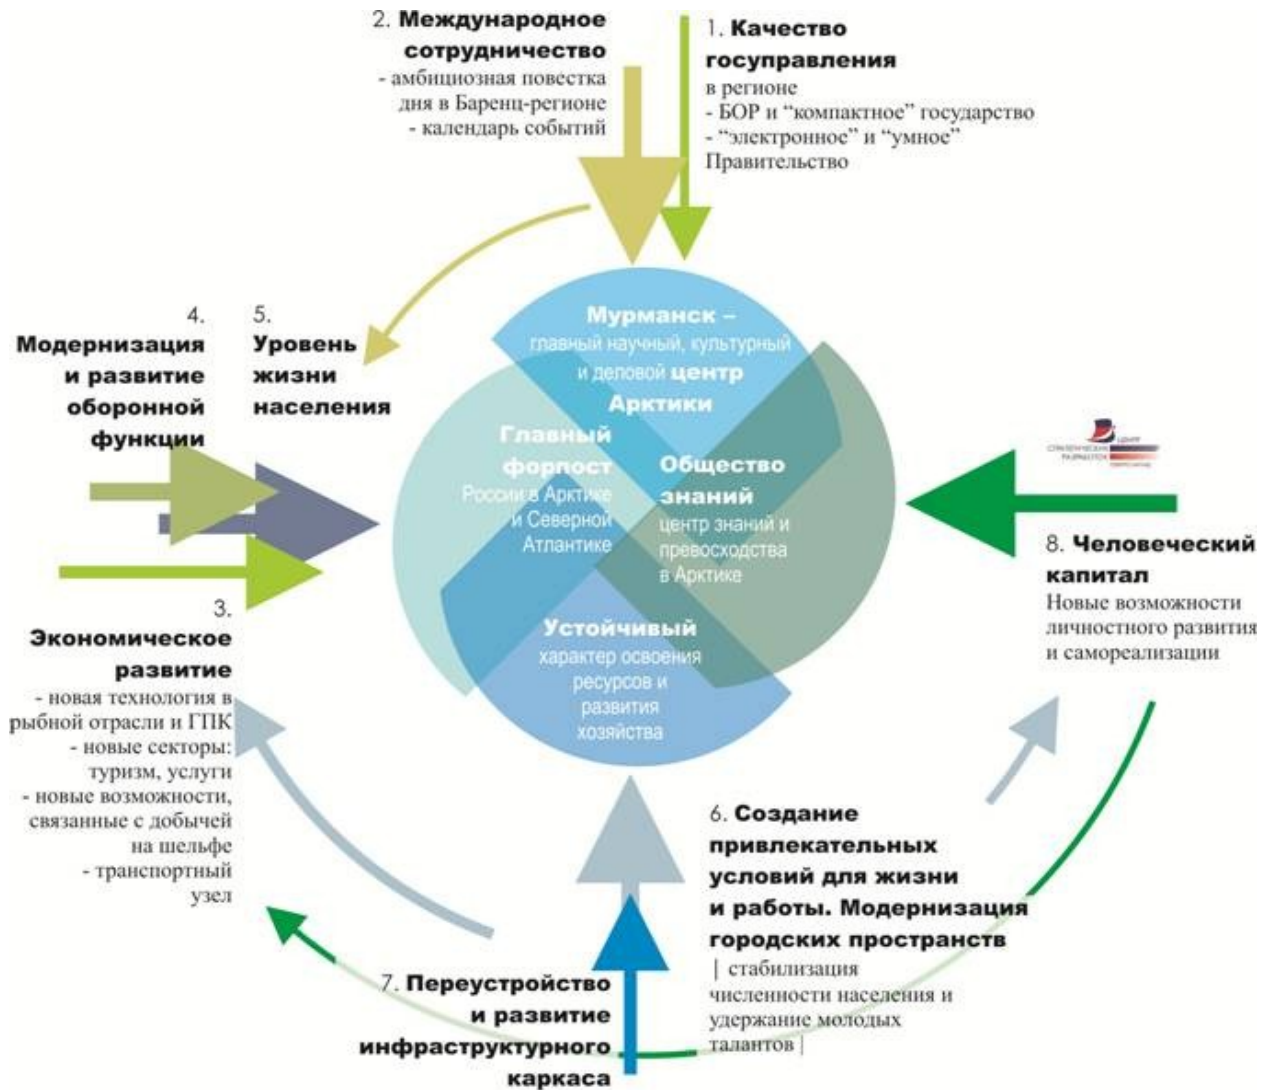 2. Международное
сотрудничество
- амбициозная повестка
дня в Баренц-регионе
- календарь событий
1. Качество
госуправления
в регионе
- БОР и “компактное” государство
- “электронное” и “умное”
Правительство
4.
Модернизация
и развитие
оборонной
функции
5.
Уровень
жизни
населения
Мурманск –
главный научный, культурный
и деловой центр
Арктики
Главный
форпост
России в Арктике
и Северной
Атлантике
Общество
знаний
центр знаний и
превосходства
в Арктике
Устойчивый
характер освоения
ресурсов и
развития
хозяйства
ЦЕНТР
СТРАТЕГИЧЕСКИХ
РАЗРАБОТОК
8. Человеческий
капитал
Новые возможности
личностного развития
и самореализации
3.
Экономическое
развитие
- новая технология в
рыбной отрасли и ГПК
- новые секторы:
туризм, услуги
- новые возможности,
связанные с добычей
на шельфе
- транспортный
узел
6. Создание
привлекательных
условий для жизни
и работы. Модернизация
городских пространств
| стабилизация
численности населения и
удержание молодых
талантов |
7. Переустройство
и развитие
инфраструктурного
каркаса